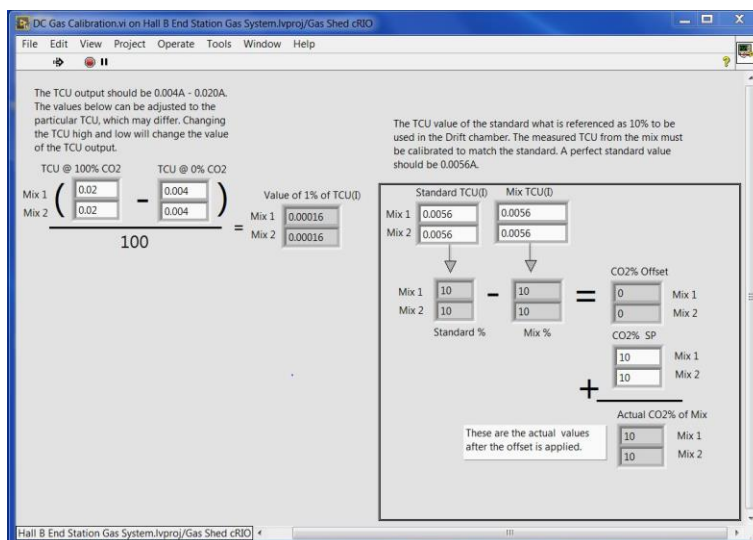 DC Gas Calibration.vi on Hall B End Station Gas System.lvproj/Gas Shed cRIO
File Edit View Project Operate Tools Window Help
The TCU output should be 0.004A - 0.020A.
The values below can be adjusted to the
particular TCU, which may differ. Changing
the TCU high and low will change the value
of the TCU output.
TCU @ 100% CO2 TCU @ 0% CO2
Mix 1 ( 0.02 - 0.004 )
Mix 2 0.02 0.004
100
=
Value of 1% of TCU(I)
Mix 1 0.00016
Mix 2 0.00016
The TCU value of the standard what is referenced as 10% to be
used in the Drift chamber. The measured TCU from the mix must
be calibrated to match the standard. A perfect standard value
should be 0.0056A.
Standard TCU(I) Mix TCU(I)
Mix 1 0.0056 0.0056
Mix 2 0.0056 0.0056
CO2% Offset
Mix 1 10 - 10 = 0 Mix 1
Mix 2 10 10 0 Mix 2
Standard % Mix % CO2% SP
10 Mix 1
10 Mix 2
+
Actual CO2% of Mix
These are the actual values
after the offset is applied.
10 Mix 1
10 Mix 2
Hall B End Station Gas System.lvproj/Gas Shed cRIO